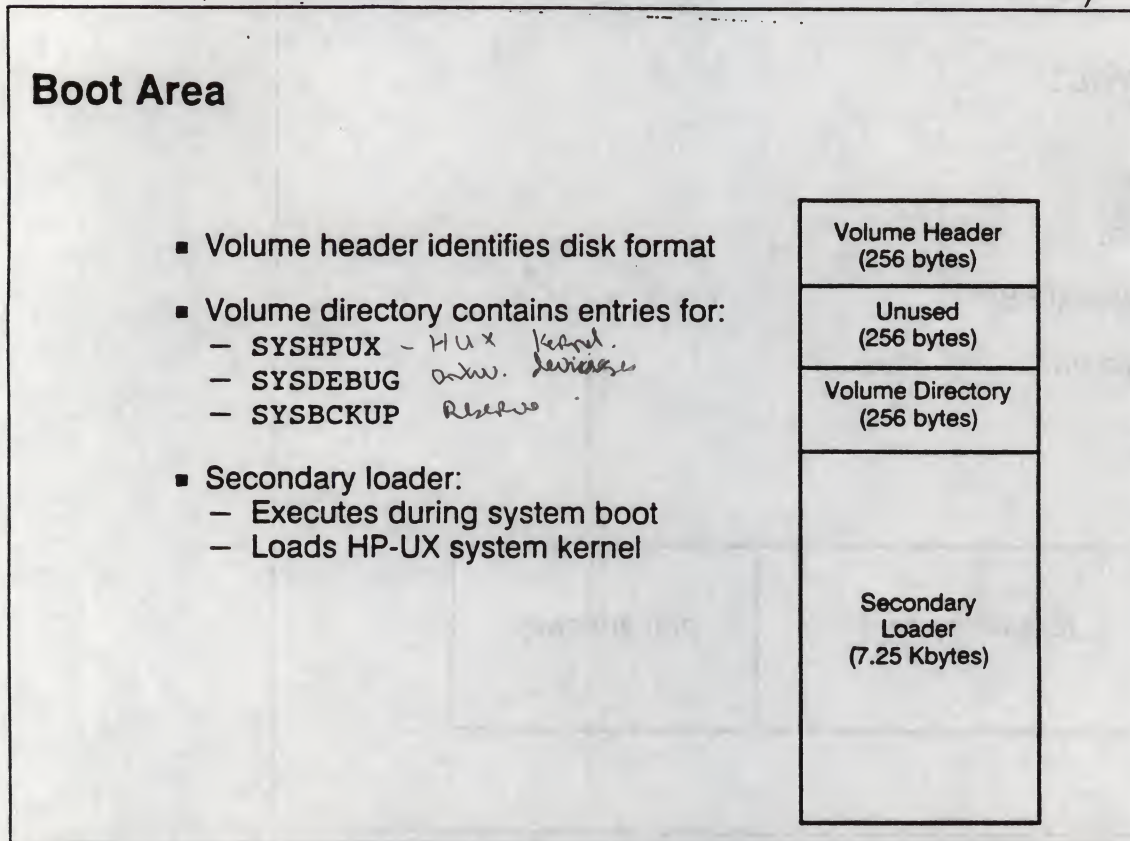 Boot Area
■ Volume header identifies disk format
■ Volume directory contains entries for:
– SYSHPUX - HUX Kernel.
– SYSDEBUG
– SYSBCKUP Reserve
■ Secondary loader:
– Executes during system boot
– Loads HP-UX system kernel
Volume Header
(256 bytes)
Unused
(256 bytes)
Volume Directory
(256 bytes)
Secondary
Loader
(7.25 Kbytes)